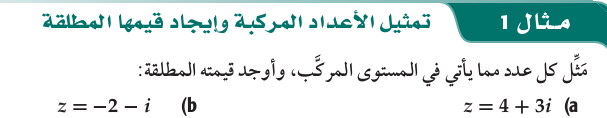 مثال 1 تمثيل الأعداد المركبة وإيجاد قيمها المطلقة
مَثِّل كل عدد مما يأتي في المستوى المركَّب، وأوجد قيمته المطلقة:
(a z = 4 + 3i (b z = −2 − i